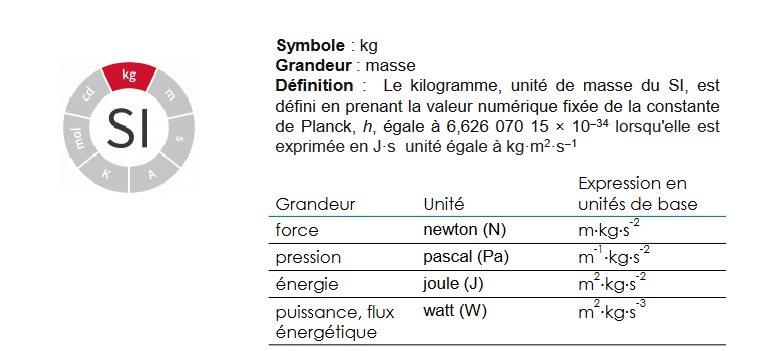 kg
m
s
A
K
mol
cd
SI
Symbole : kg
Grandeur : masse
Définition : Le kilogramme, unité de masse du SI, est
défini en prenant la valeur numérique fixée de la constante
de Planck, h, égale à 6,626 070 15 × 10⁻³⁴ lorsqu'elle est
exprimée en J·s unité égale à kg·m²·s⁻¹
Expression en
Grandeur Unité unités de base
force newton (N) m·kg·s⁻²
pression pascal (Pa) m⁻¹·kg·s⁻²
énergie joule (J) m²·kg·s⁻²
puissance, flux watt (W) m²·kg·s⁻³
énergétique